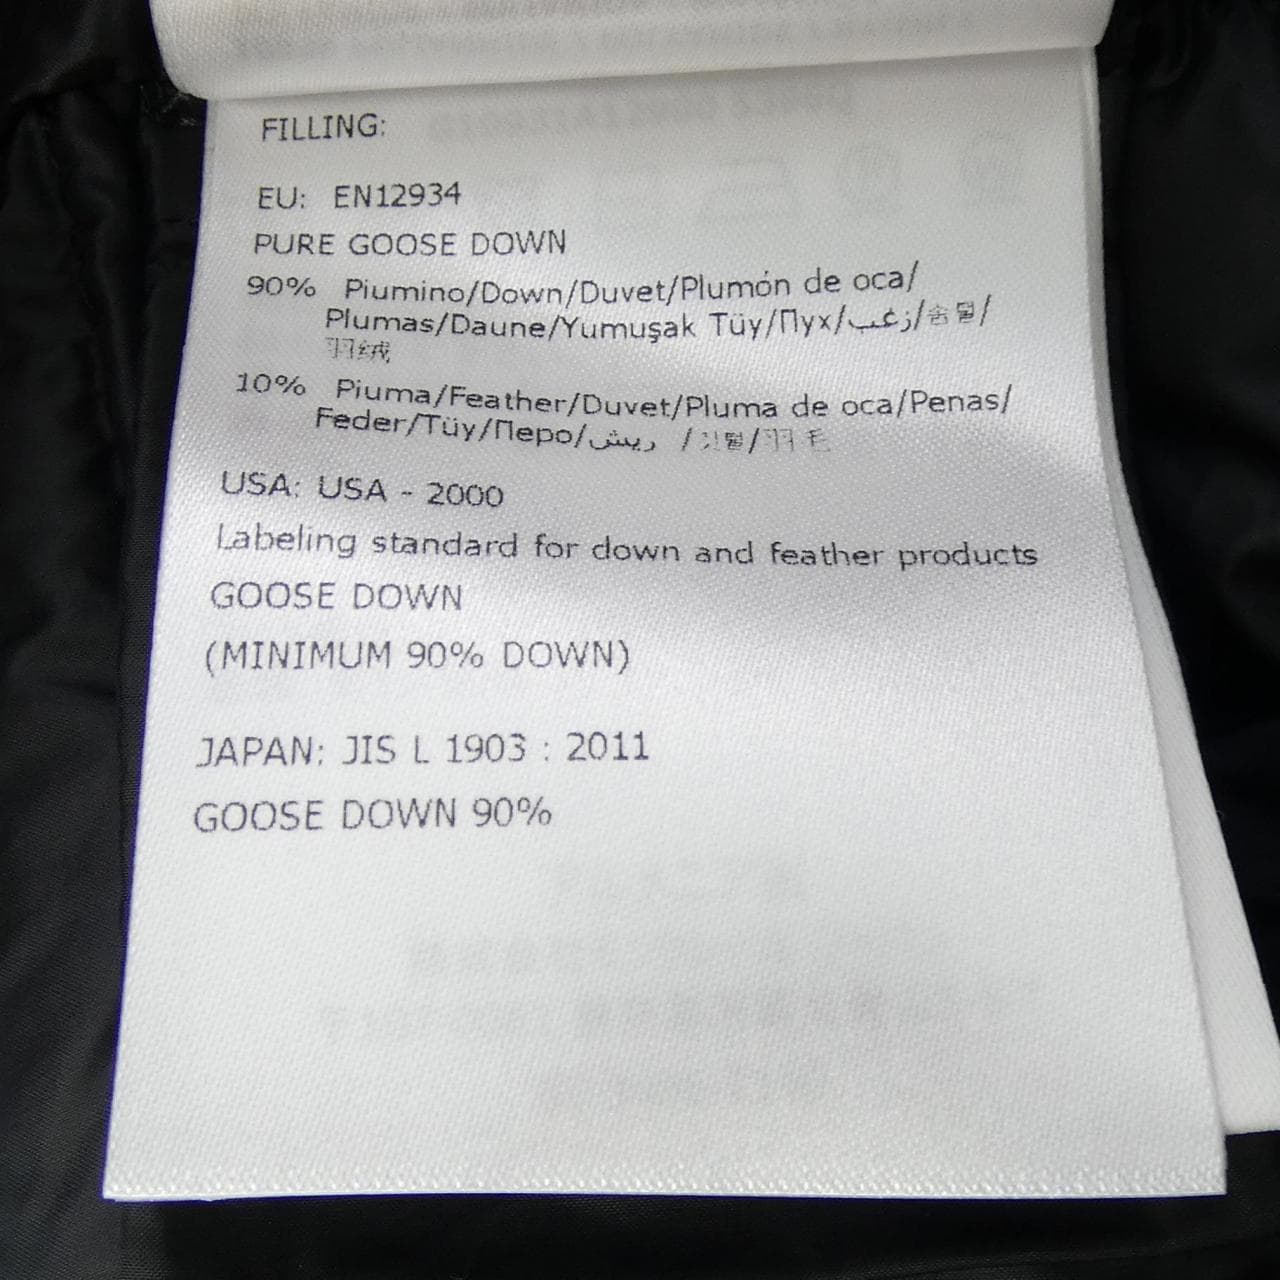 FILLING:
EU: EN12934
PURE GOOSE DOWN
90% Piumino/Down/Duvet/Plumón de oca/
Plumas/Daune/Yumuşak Tüy/Пух/زغب/솜털/
羽绒
10% Piuma/Feather/Duvet/Pluma de oca/Penas/
Feder/Tüy/Перо/ريش /깃털/羽毛
USA: USA - 2000
Labeling standard for down and feather products
GOOSE DOWN
(MINIMUM 90% DOWN)
JAPAN: JIS L 1903 : 2011
GOOSE DOWN 90%